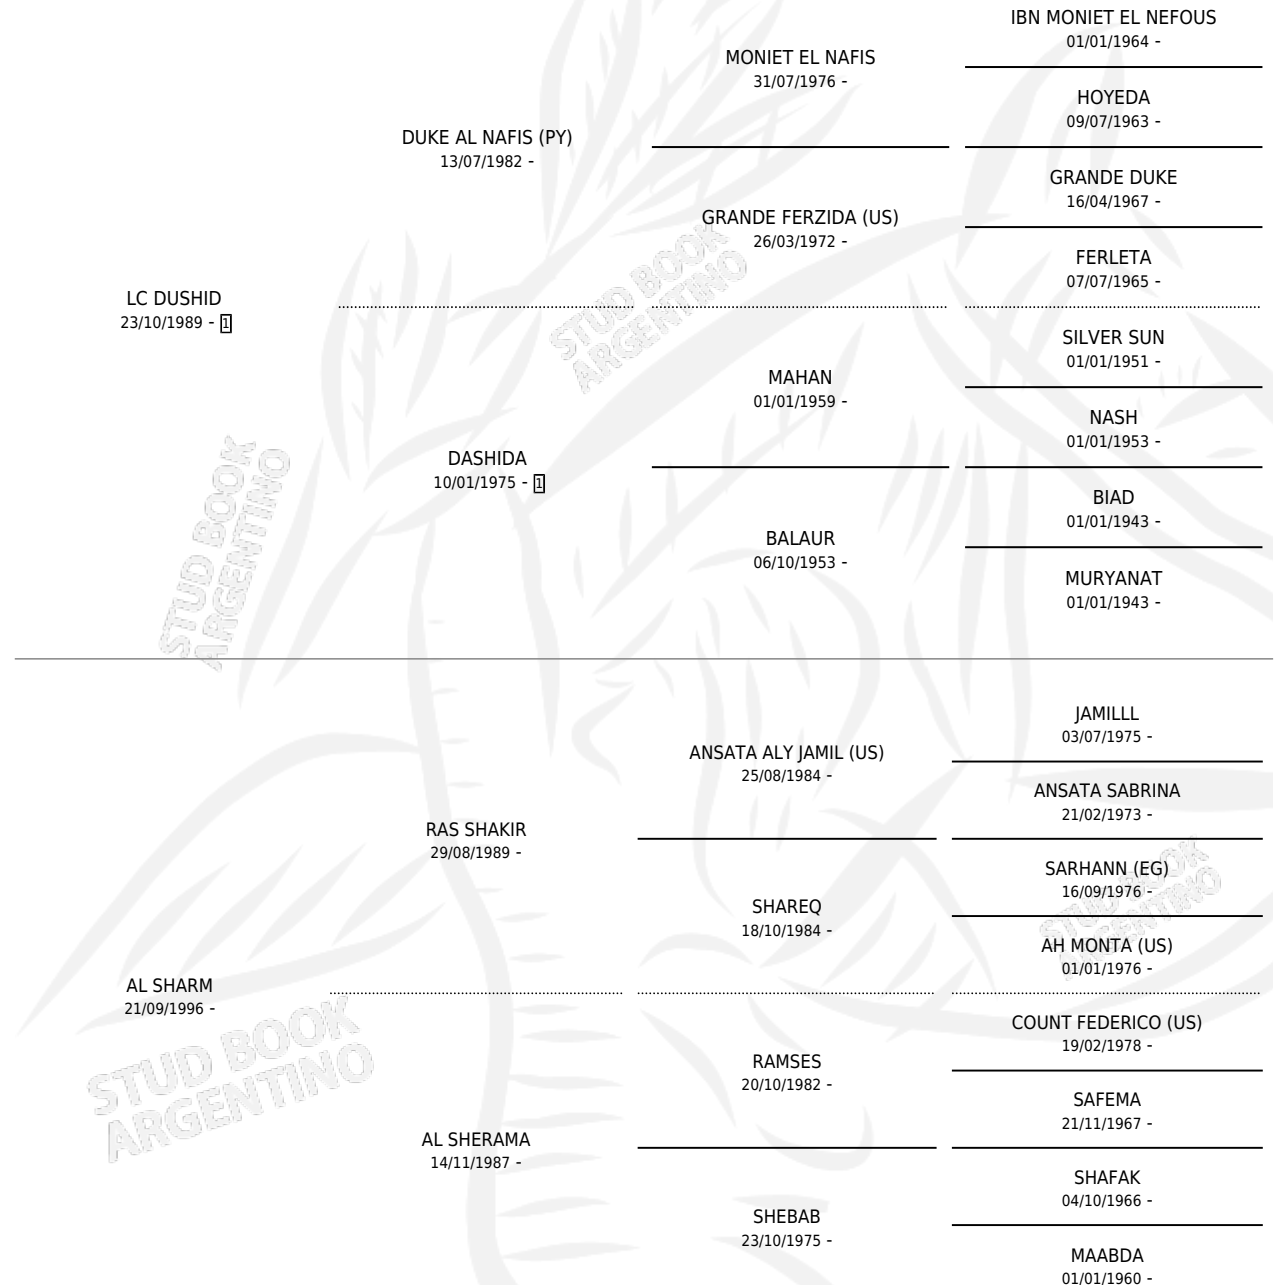 IBN MONIET EL NEFOUS
01/01/1964 -
MONIET EL NAFIS
31/07/1976 -
HOYEDA
09/07/1963 -
DUKE AL NAFIS (PY)
13/07/1982 -
GRANDE DUKE
16/04/1967 -
GRANDE FERZIDA (US)
26/03/1972 -
FERLETA
07/07/1965 -
LC DUSHID
23/10/1989 - 1
SILVER SUN
01/01/1951 -
MAHAN
01/01/1959 -
NASH
01/01/1953 -
DASHIDA
10/01/1975 - 1
BIAD
01/01/1943 -
BALAUR
06/10/1953 -
MURYANAT
01/01/1943 -
JAMILLL
03/07/1975 -
ANSATA ALY JAMIL (US)
25/08/1984 -
ANSATA SABRINA
21/02/1973 -
RAS SHAKIR
29/08/1989 -
SARHANN (EG)
16/09/1976 -
SHAREQ
18/10/1984 -
AH MONTA (US)
01/01/1976 -
AL SHARM
21/09/1996 -
COUNT FEDERICO (US)
19/02/1978 -
RAMSES
20/10/1982 -
SAFEMA
21/11/1967 -
AL SHERAMA
14/11/1987 -
SHAFAK
04/10/1966 -
SHEBAB
23/10/1975 -
MAABDA
01/01/1960 -
STUD BOOK
ARGENTINO
STUD BOOK
ARGENTINO
STUD BOOK
ARGENTINO
STUD BOOK
ARGENTINO